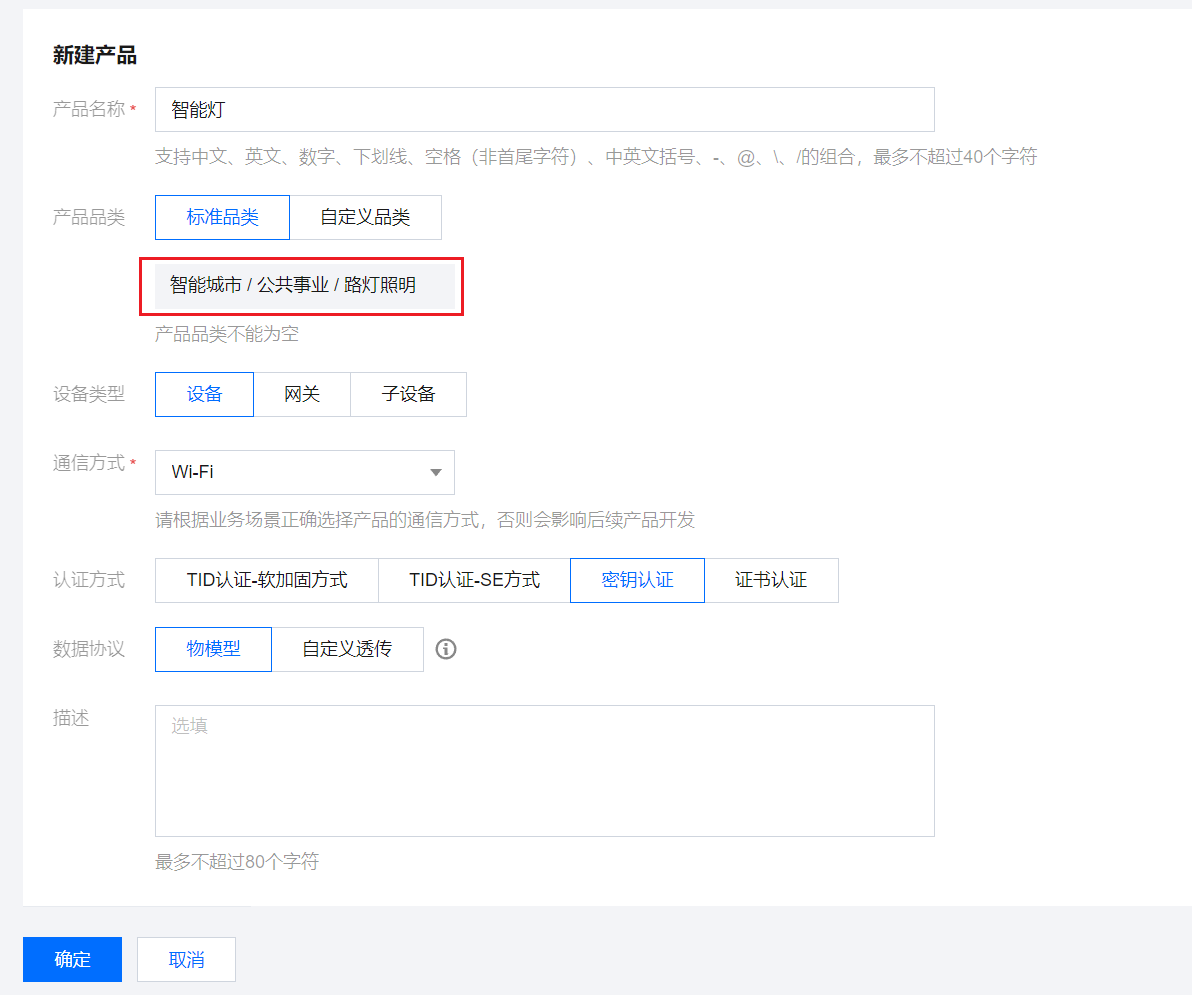 新建产品
产品名称 * 智能灯
支持中文、英文、数字、下划线、空格（非首尾字符）、中英文括号、-、@、\、/的组合，最多不超过40个字符
产品品类 标准品类 自定义品类
智能城市 / 公共事业 / 路灯照明
产品品类不能为空
设备类型 设备 网关 子设备
通信方式 * Wi-Fi
请根据业务场景正确选择产品的通信方式，否则会影响后续产品开发
认证方式 TID认证-软加固方式 TID认证-SE方式 密钥认证 证书认证
数据协议 物模型 自定义透传
描述 选填
最多不超过80个字符
确定 取消